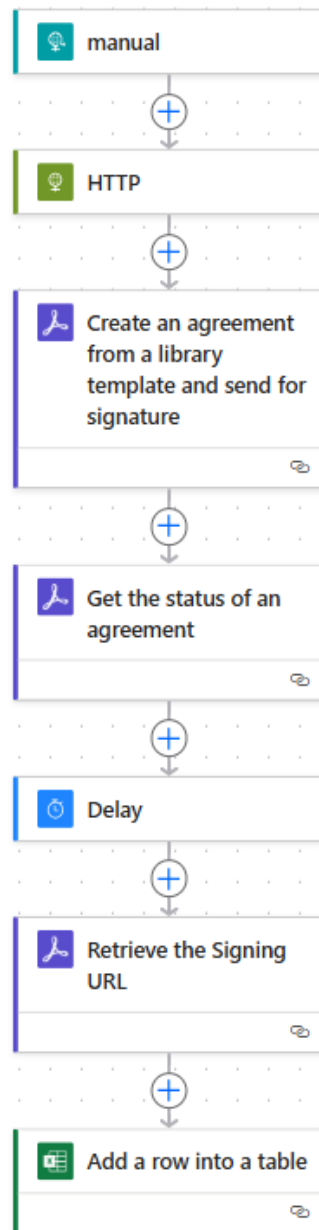 manual
HTTP
Create an agreement
from a library
template and send for
signature
Get the status of an
agreement
Delay
Retrieve the Signing
URL
Add a row into a table